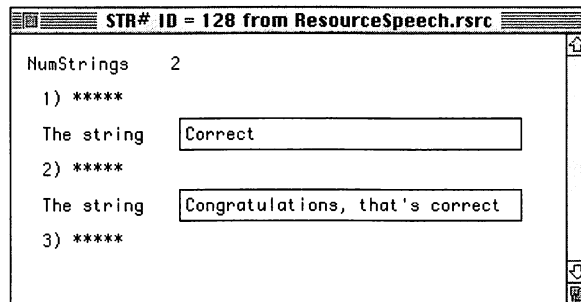 STR# ID = 128 from ResourceSpeech.rsrc
NumStrings 2
1) *****
The string Correct
2) *****
The string Congratulations, that's correct
3) *****